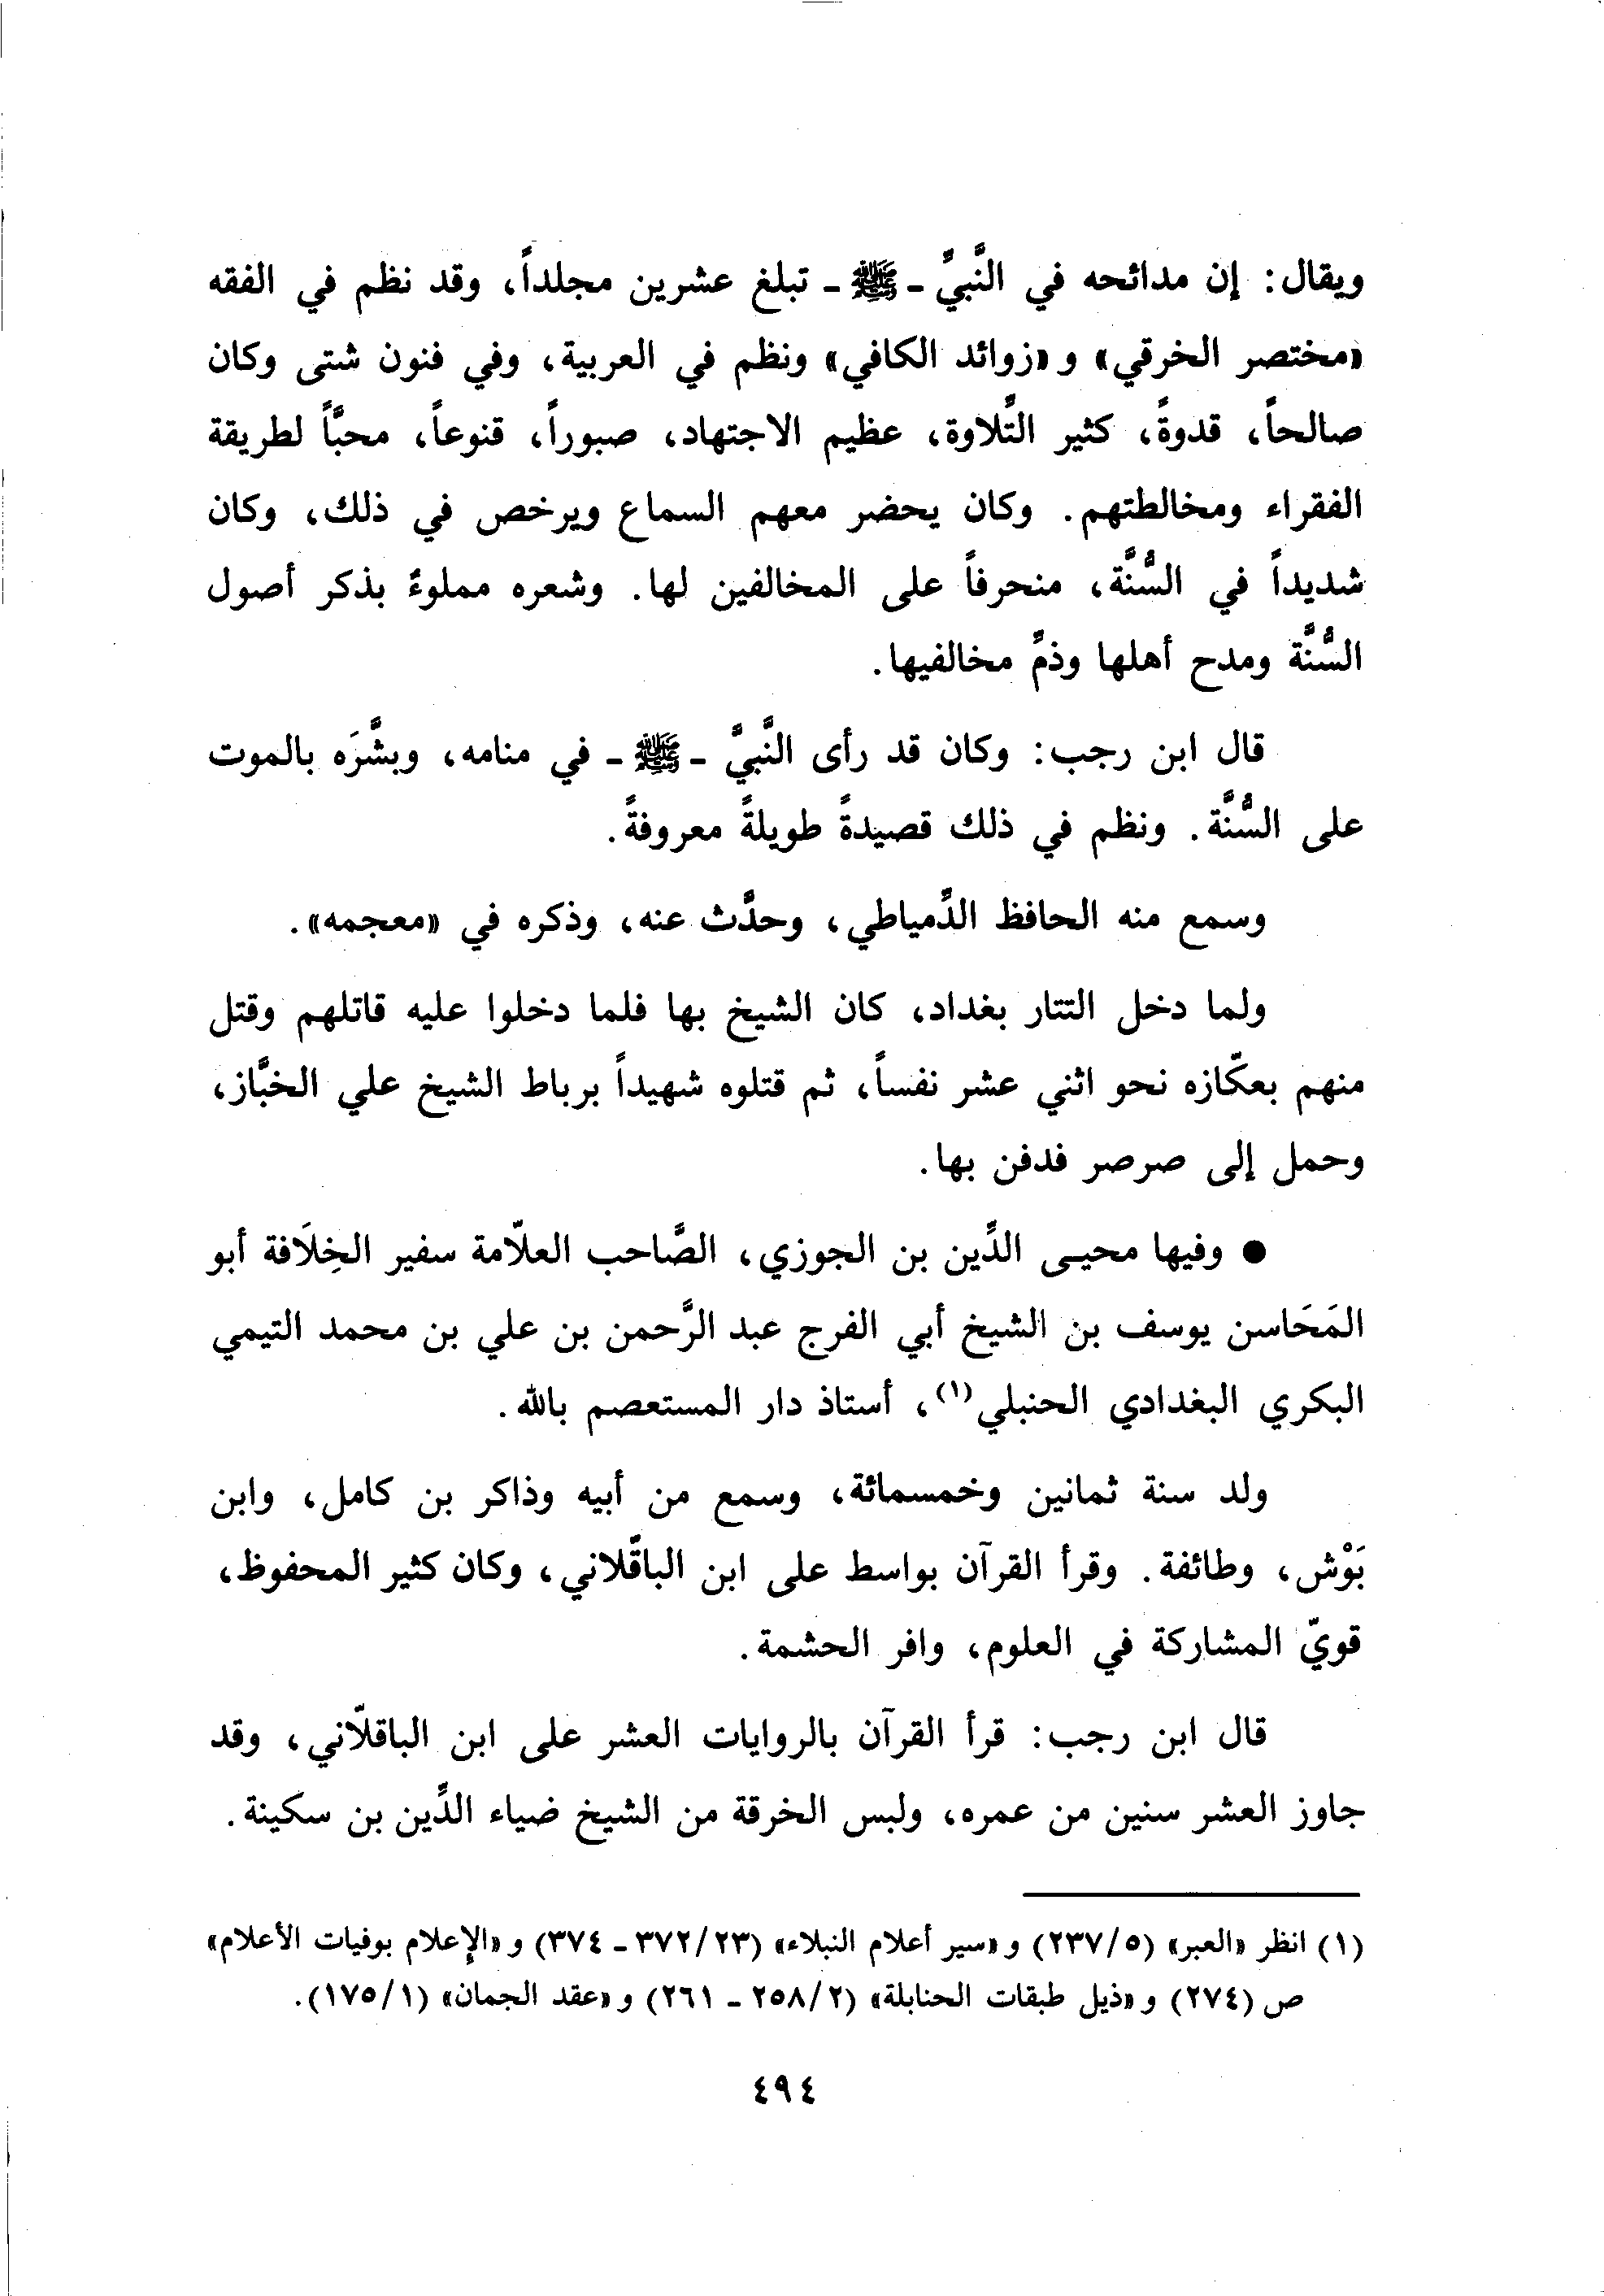 ويقال: إن مدائحه في النَّبيِّ ـ ﷺ ـ تبلغ عشرين مجلداً، وقد نظم في الفقه
«مختصر الخرقي» و«زوائد الكافي» ونظم في العربية، وفي فنون شتى وكان
صالحاً، قدوةً، كثير التِّلاوة، عظيم الاجتهاد، صبوراً، قنوعاً، محبَّاً لطريقة
الفقراء ومخالطتهم. وكان يحضر معهم السماع ويرخص في ذلك، وكان
شديداً في السُّنَّة، منحرفاً على المخالفين لها. وشعره مملوءٌ بذكر أصول
السُّنَّة ومدح أهلها وذمِّ مخالفيها.
قال ابن رجب: وكان قد رأى النَّبيَّ ـ ﷺ ـ في منامه، وبشَّرَه بالموت
على السُّنَّة. ونظم في ذلك قصيدةً طويلةً معروفةً.
وسمع منه الحافظ الدِّمياطي، وحدَّث عنه، وذكره في «معجمه».
ولما دخل التتار بغداد، كان الشيخ بها فلما دخلوا عليه قاتلهم وقتل
منهم بعكّازه نحو اثني عشر نفساً، ثم قتلوه شهيداً برباط الشيخ علي الخبَّاز،
وحمل إلى صرصر فدفن بها.
● وفيها محيـى الدِّين بن الجوزي، الصَّاحب العلّامة سفير الخِلَافة أبو
المَحَاسن يوسف بن الشيخ أبي الفرج عبد الرَّحمن بن علي بن محمد التيمي
البكري البغدادي الحنبلي(١)، أستاذ دار المستعصم بالله.
ولد سنة ثمانين وخمسمائة، وسمع من أبيه وذاكر بن كامل، وابن
بَوْش، وطائفة. وقرأ القرآن بواسط على ابن الباقّلاني، وكان كثير المحفوظ،
قويّ المشاركة في العلوم، وافر الحشمة.
قال ابن رجب: قرأ القرآن بالروايات العشر على ابن الباقلّاني، وقد
جاوز العشر سنين من عمره، ولبس الخرقة من الشيخ ضياء الدِّين بن سكينة.
(١) انظر «العبر» (٢٣٧/٥) و«سير أعلام النبلاء» (٣٧٢/٢٣ ـ ٣٧٤) و«الإعلام بوفيات الأعلام»
ص (٢٧٤) و«ذيل طبقات الحنابلة» (٢٥٨/٢ ـ ٢٦١) و«عقد الجمان» (١٧٥/١).
٤٩٤